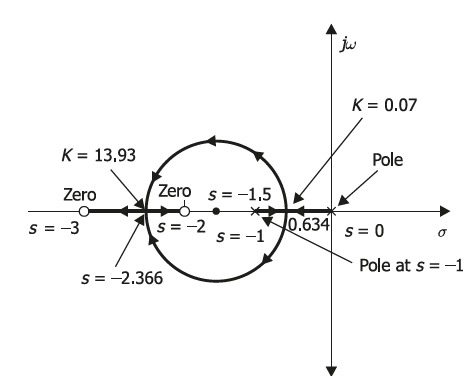 jω
K = 0.07
K = 13.93
Pole
Zero
Zero
s = –1.5
s = –3
s = –2
s = –1
0.634
s = 0
σ
s = –2.366
Pole at s = –1